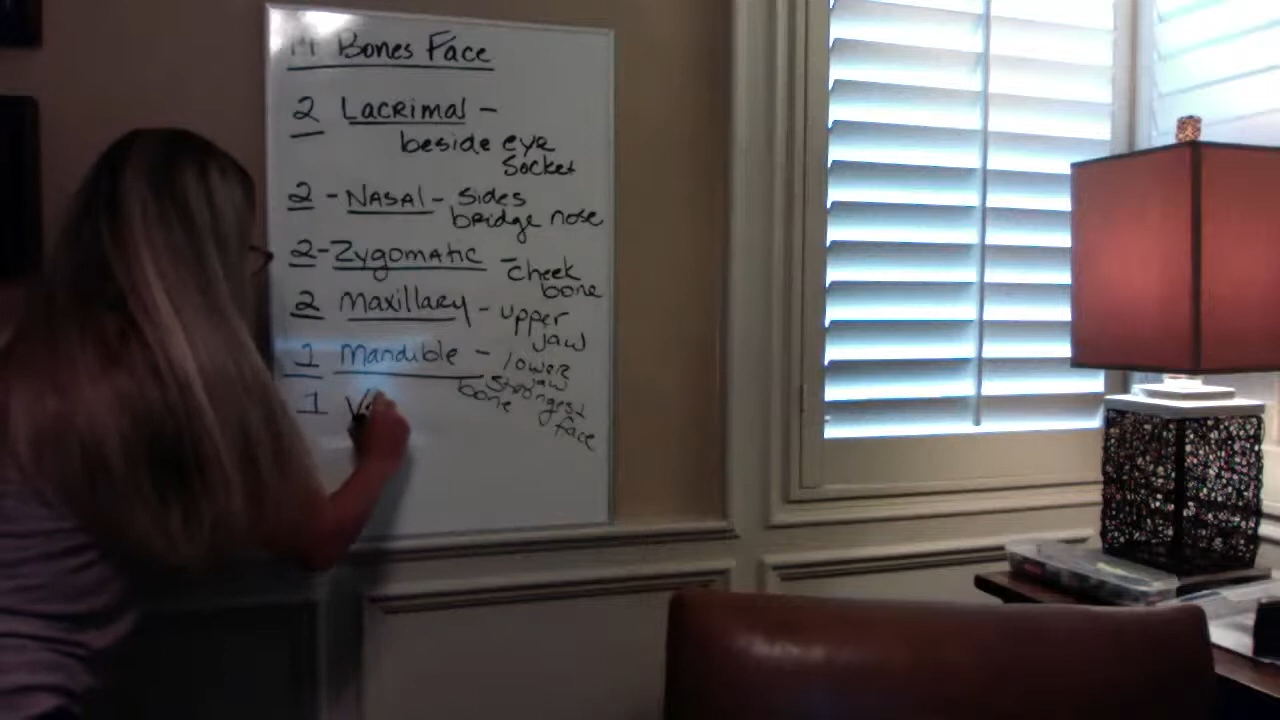 14 Bones Face
2 Lacrimal -
beside eye
socket
2 - Nasal - sides
bridge nose
2 - Zygomatic - cheek
bone
2 Maxillary - upper
jaw
1 Mandible - lower
jaw
strongest
bone
face
1